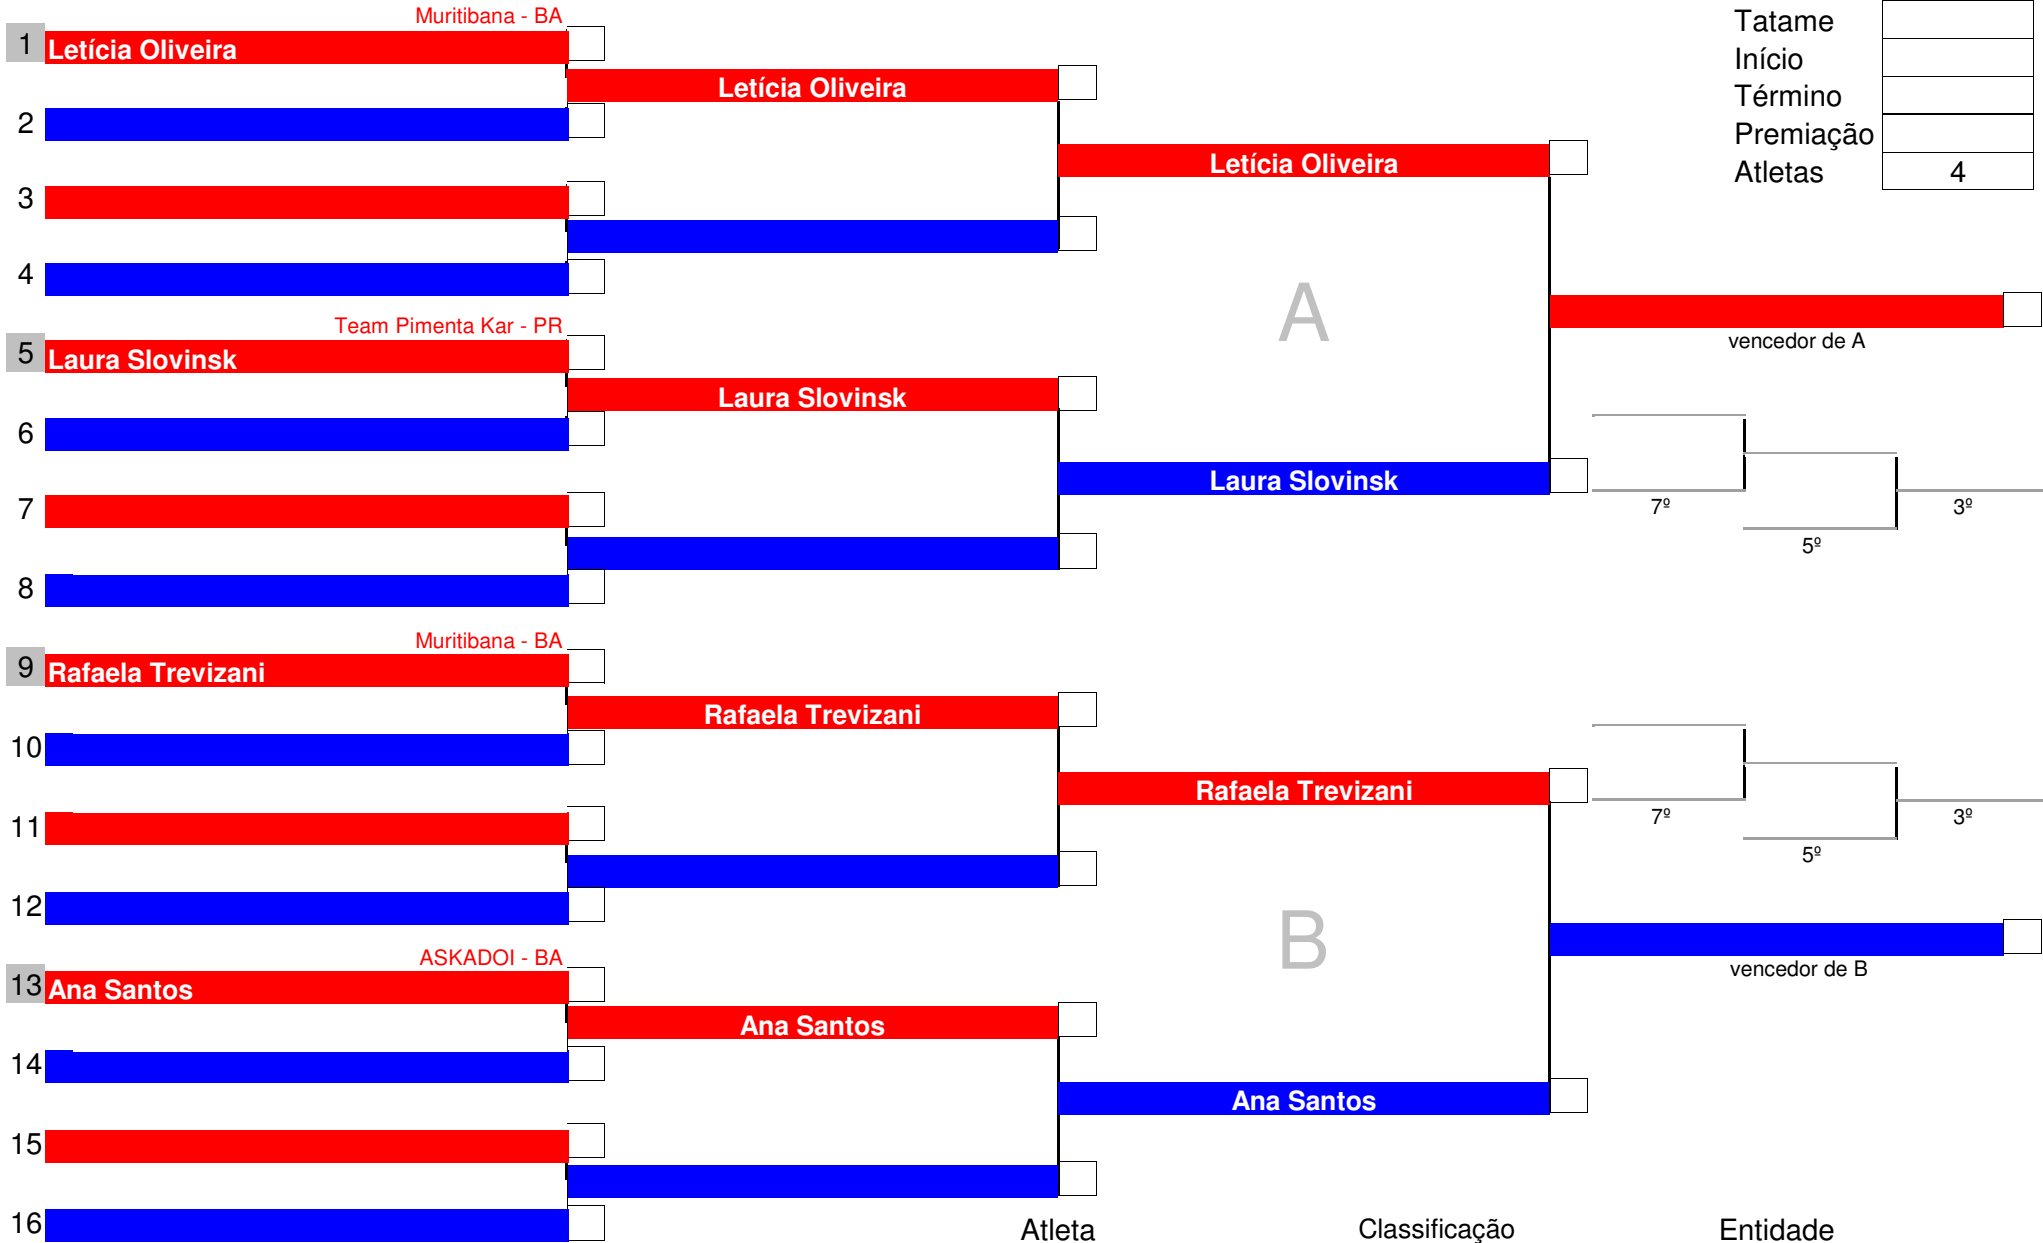 Muritibana - BA
1 Letícia Oliveira
Letícia Oliveira
2
Letícia Oliveira
3
4
Team Pimenta Kar - PR
5 Laura Slovinsk
Laura Slovinsk
6
Laura Slovinsk
7
8
A
vencedor de A
7º
5º
3º
Muritibana - BA
9 Rafaela Trevizani
Rafaela Trevizani
10
Rafaela Trevizani
11
12
ASKADOI - BA
13 Ana Santos
Ana Santos
14
Ana Santos
15
16
B
7º
5º
3º
vencedor de B
Tatame
Início
Término
Premiação
Atletas 4
Atleta Classificação Entidade